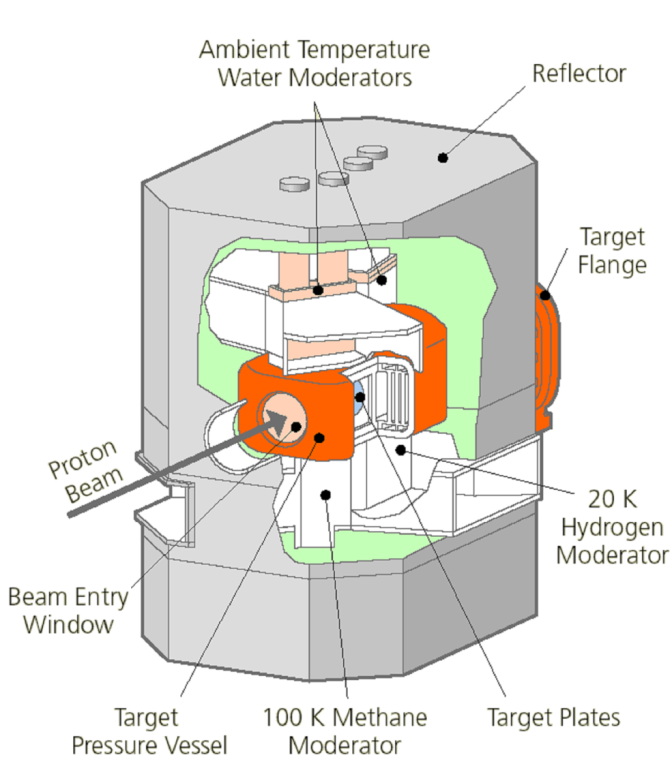 Ambient Temperature
Water Moderators
Reflector
Target
Flange
Proton
Beam
20 K
Hydrogen
Moderator
Beam Entry
Window
Target
Pressure Vessel
100 K Methane
Moderator
Target Plates